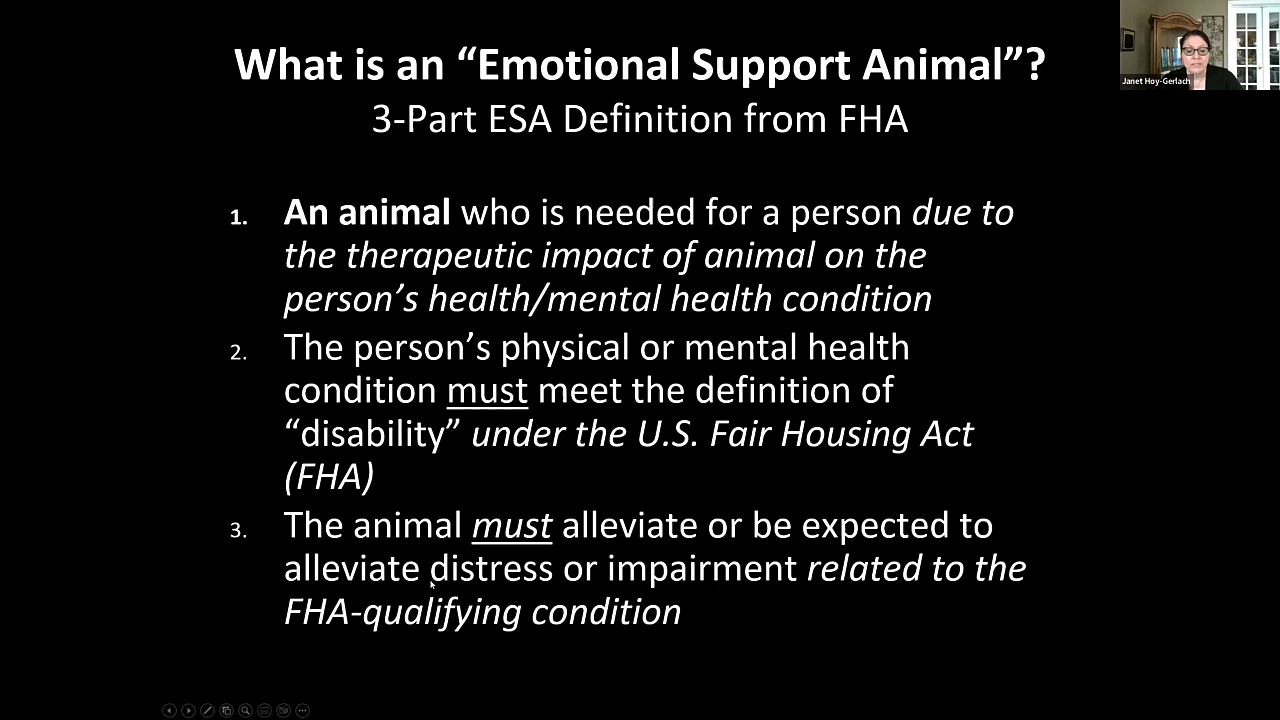 What is an “Emotional Support Animal”?
3-Part ESA Definition from FHA
Janet Hoy-Gerlach
1. An animal who is needed for a person due to
the therapeutic impact of animal on the
person’s health/mental health condition
2. The person’s physical or mental health
condition must meet the definition of
“disability” under the U.S. Fair Housing Act
(FHA)
3. The animal must alleviate or be expected to
alleviate distress or impairment related to the
FHA-qualifying condition